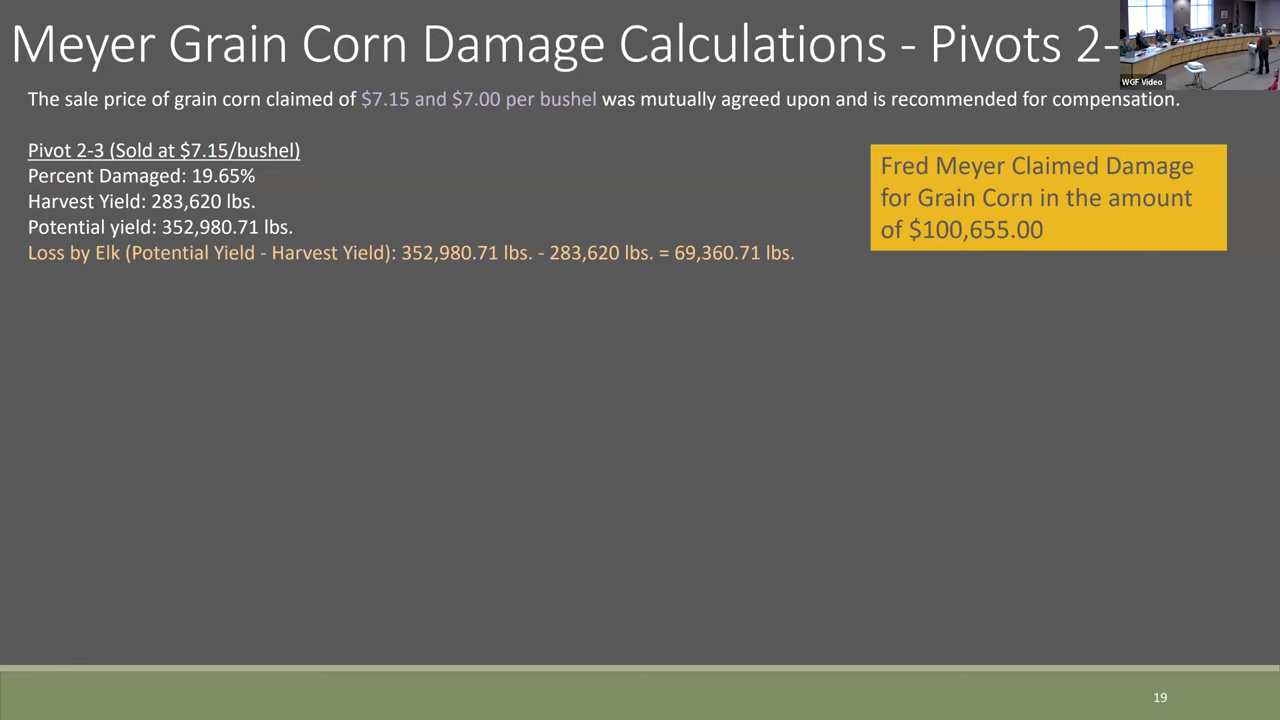 Meyer Grain Corn Damage Calculations - Pivots 2-
WGF Video
The sale price of grain corn claimed of $7.15 and $7.00 per bushel was mutually agreed upon and is recommended for compensation.
Pivot 2-3 (Sold at $7.15/bushel)
Percent Damaged: 19.65%
Harvest Yield: 283,620 lbs.
Potential yield: 352,980.71 lbs.
Loss by Elk (Potential Yield - Harvest Yield): 352,980.71 lbs. - 283,620 lbs. = 69,360.71 lbs.
Fred Meyer Claimed Damage
for Grain Corn in the amount
of $100,655.00
19